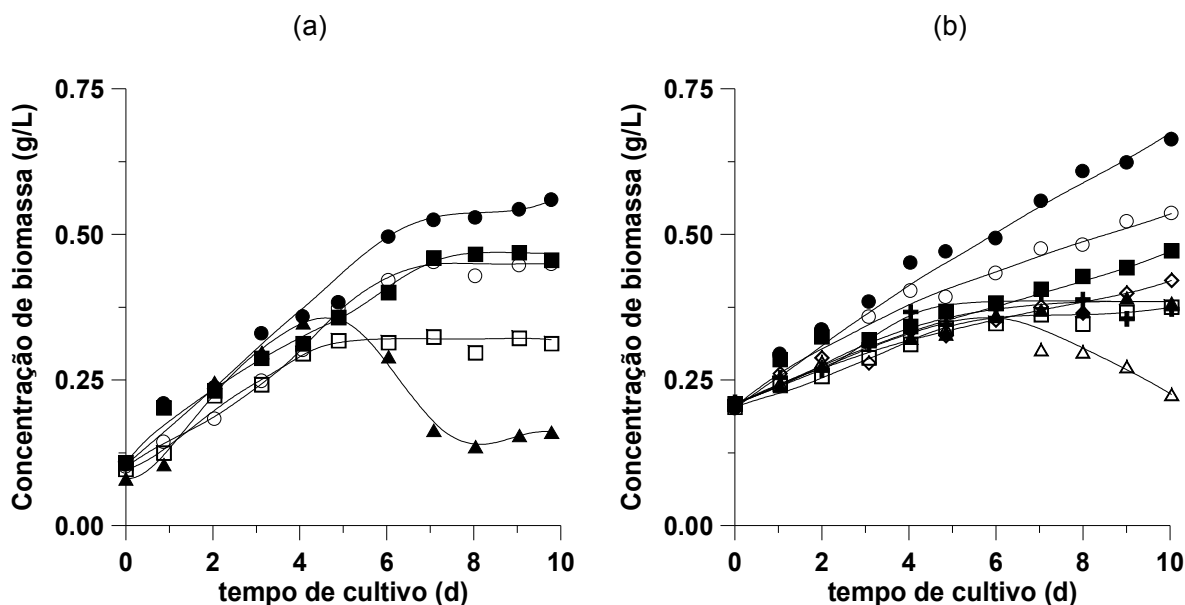 (a)
Concentração de biomassa (g/L)
0.75
0.50
0.25
0.00
0 2 4 6 8 10
tempo de cultivo (d)
(b)
Concentração de biomassa (g/L)
0.75
0.50
0.25
0.00
0 2 4 6 8 10
tempo de cultivo (d)